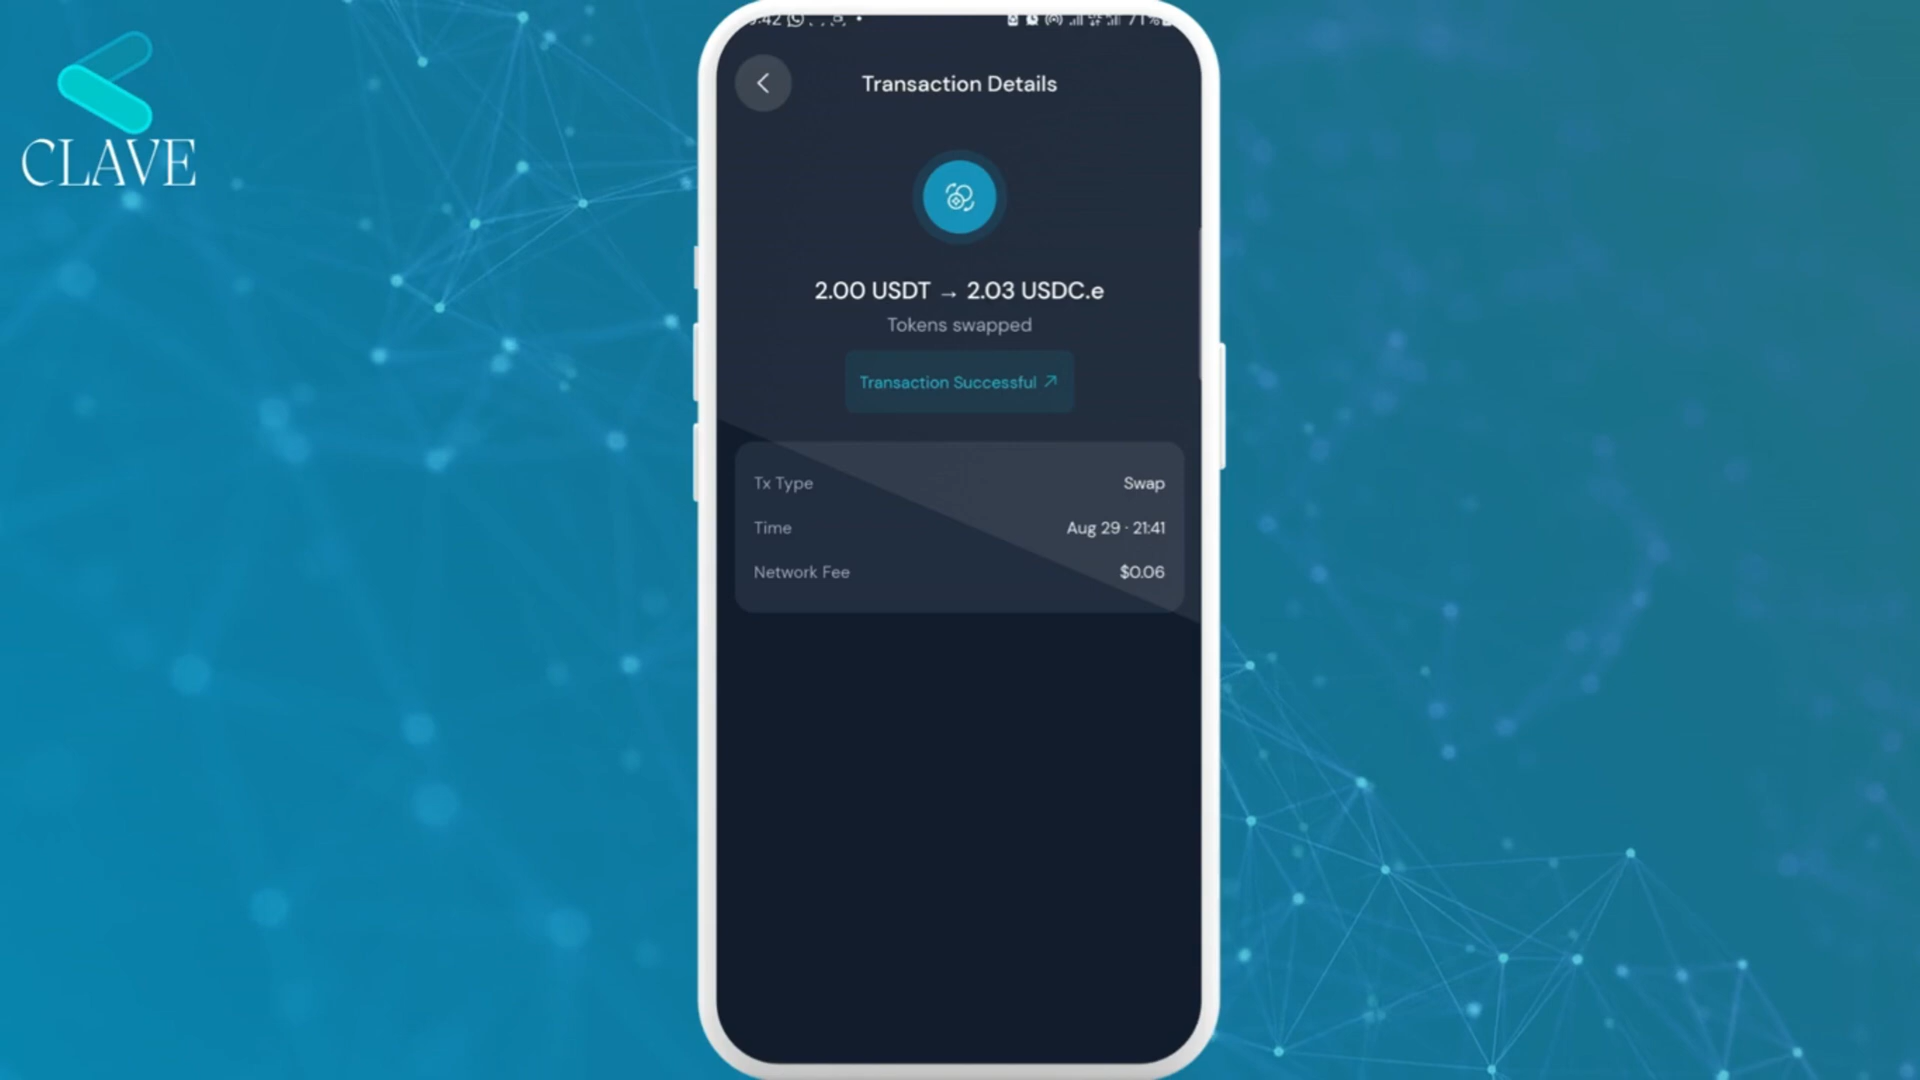 CLAVE
Transaction Details
2.00 USDT → 2.03 USDC.e
Tokens swapped
Transaction Successful ↗
Tx Type Swap
Time Aug 29 · 21:41
Network Fee $0.06